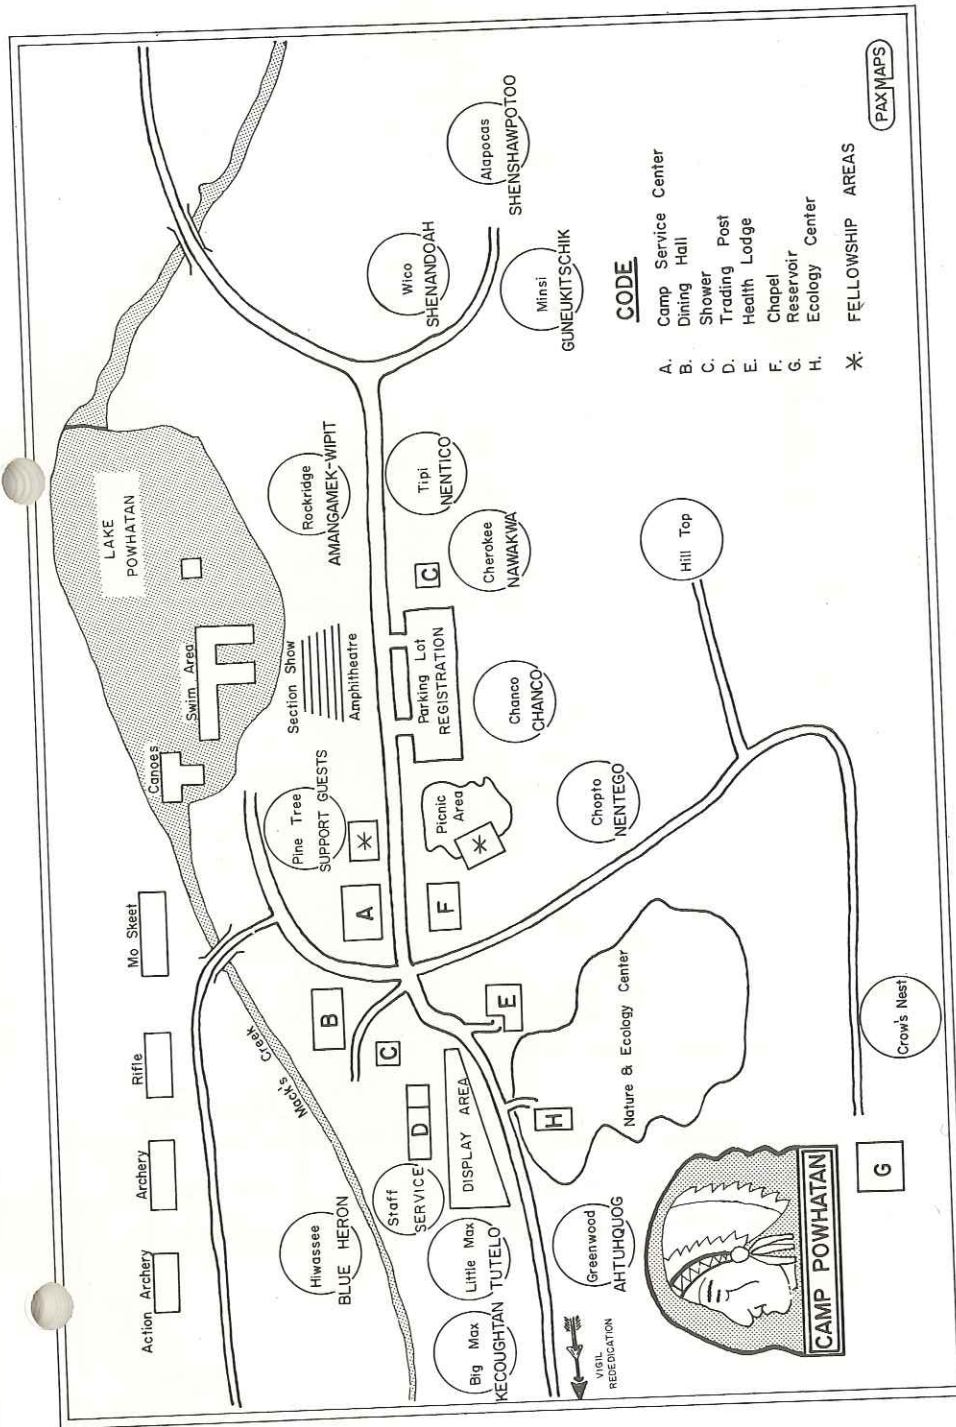 Action Archery
Archery
Rifle
Mo Skeet
Mack's Creek
Canoes
Swim Area
LAKE
POWHATAN
Hiwassee
BLUE HERON
B
Pine Tree
SUPPORT GUESTS
Section Show
Amphitheatre
Rockridge
AMANGAMEK-WIPIT
Wico
SHENANDOAH
Alapocas
SHENSHAWPOTOO
Staff
SERVICE
D
C
A
*
Big Max
KECOUGHTAN
Little Max
TUTELO
DISPLAY AREA
F
Picnic
Area
*
Parking Lot
REGISTRATION
C
Tipi
NENTICO
Cherokee
NAWAKWA
Minsi
GUNEUKITSCHIK
VIGIL
REDEDICATION
Greenwood
AHTUHQUOG
H
E
Nature & Ecology Center
Chopto
NENTEGO
Chanco
CHANCO
Hill Top
CAMP POWHATAN
G
Crow's Nest
CODE
A. Camp Service Center
B. Dining Hall
C. Shower
D. Trading Post
E. Health Lodge
F. Chapel
G. Reservoir
H. Ecology Center
*. FELLOWSHIP AREAS
PAXMAPS